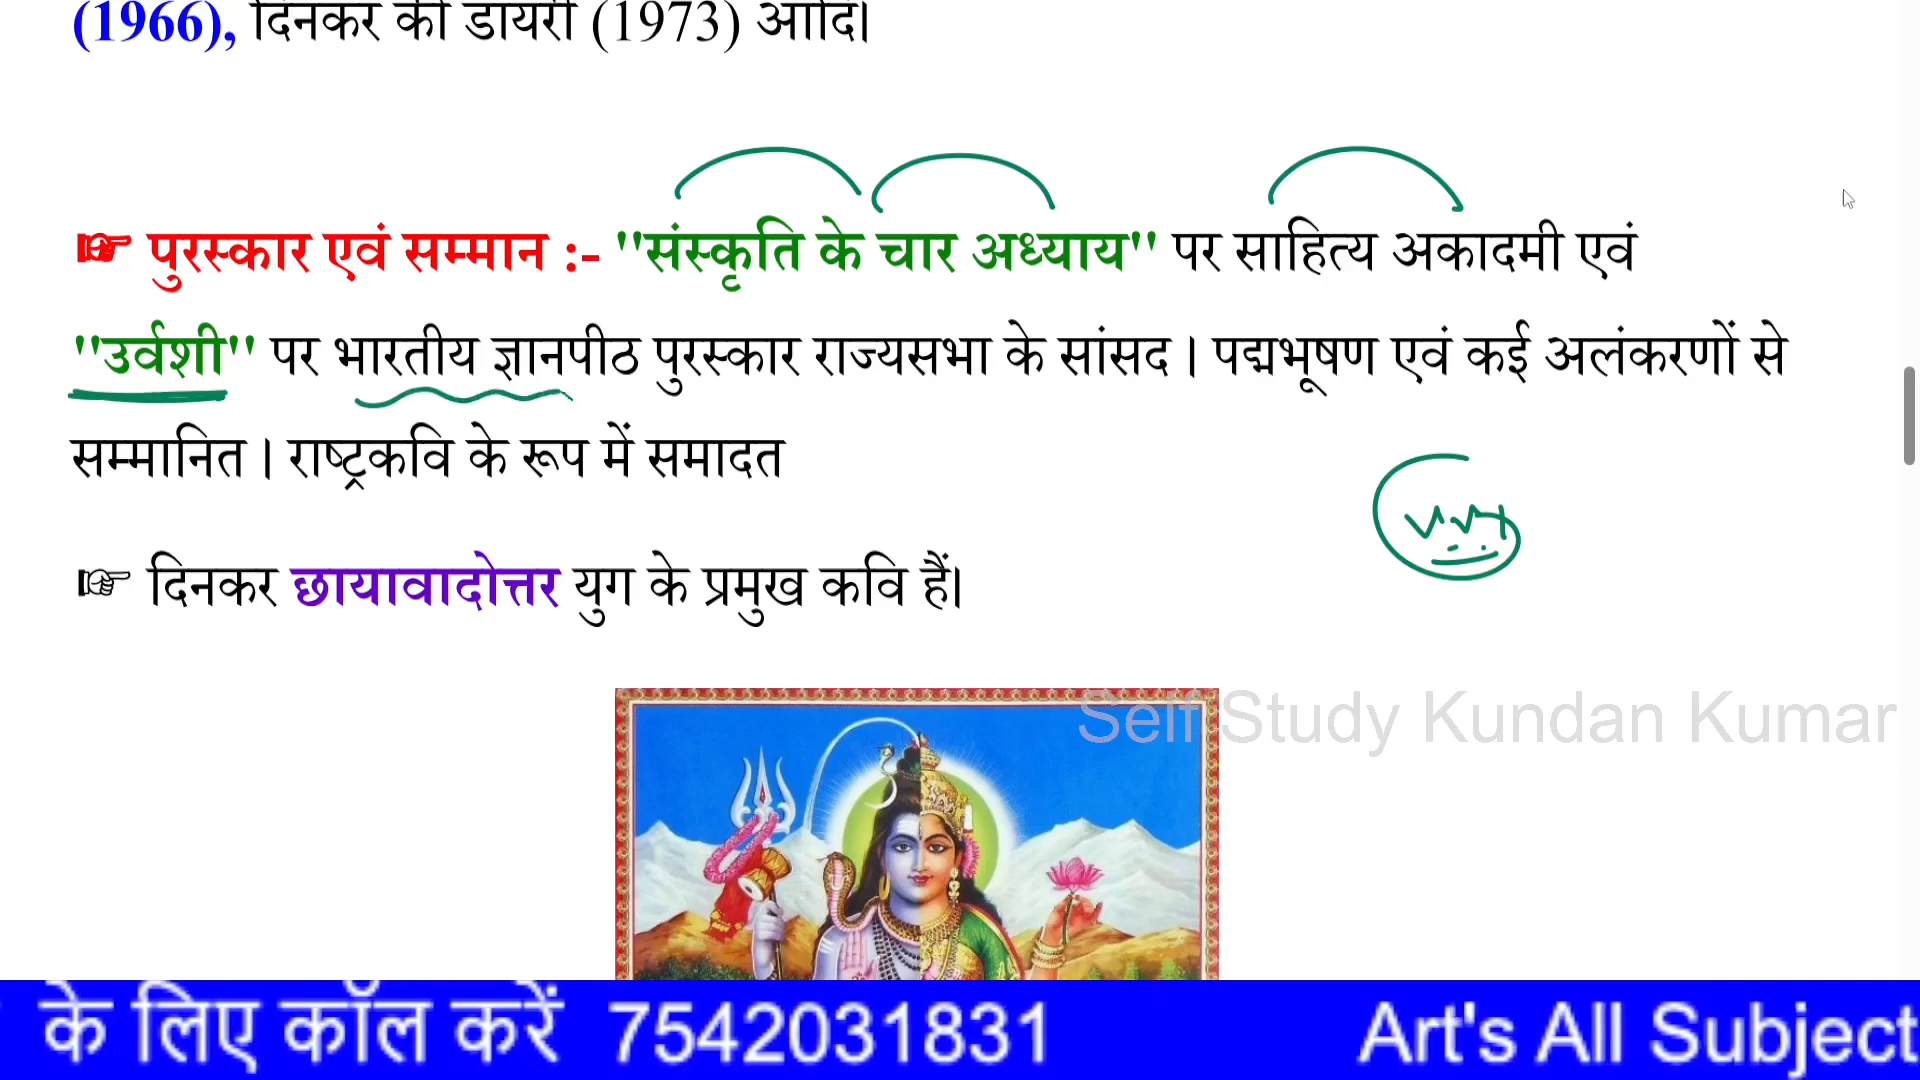 (1966), दिनकर की डायरी (1973) आदि।
☞ पुरस्कार एवं सम्मान :- ''संस्कृति के चार अध्याय'' पर साहित्य अकादमी एवं
''उर्वशी'' पर भारतीय ज्ञानपीठ पुरस्कार राज्यसभा के सांसद। पद्मभूषण एवं कई अलंकरणों से
सम्मानित। राष्ट्रकवि के रूप में समादत
☞ दिनकर छायावादोत्तर युग के प्रमुख कवि हैं।
Self Study Kundan Kumar
के लिए कॉल करें 7542031831 Art's All Subject